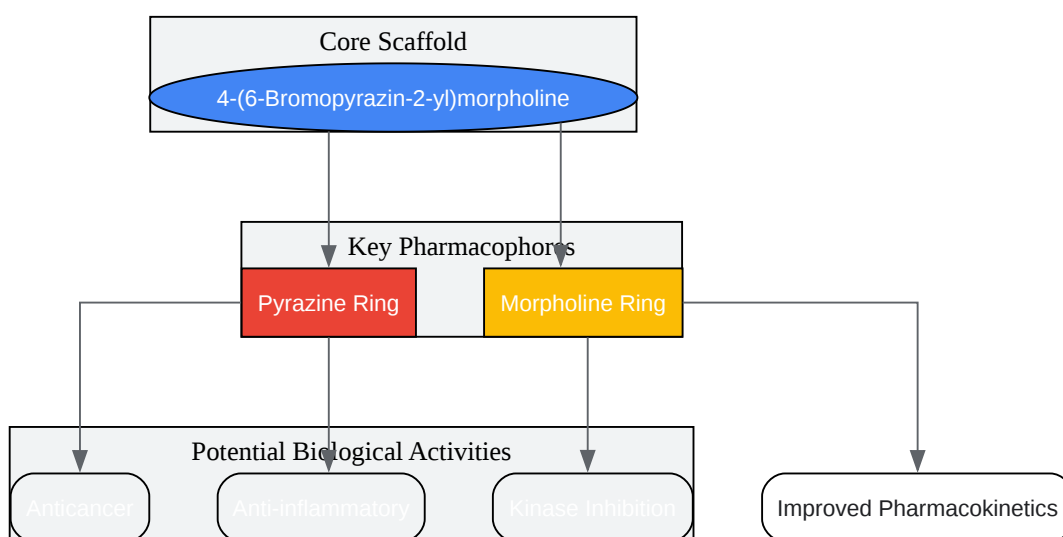 Core Scaffold
4-(6-Bromopyrazin-2-yl)morpholine
Key Pharmacophores
Pyrazine Ring
Morpholine Ring
Potential Biological Activities
Anticancer
Anti-inflammatory
Kinase Inhibition
Improved Pharmacokinetics